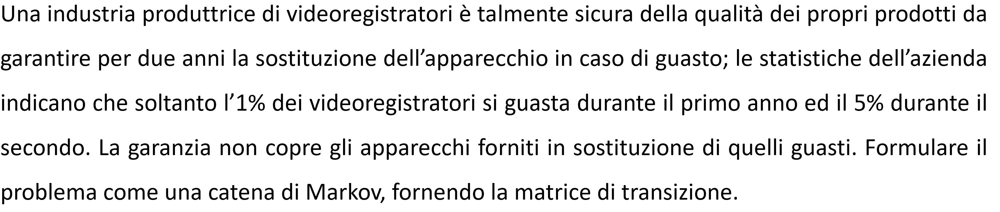 Una industria produttrice di videoregistratori è talmente sicura della qualità dei propri prodotti da
garantire per due anni la sostituzione dell’apparecchio in caso di guasto; le statistiche dell’azienda
indicano che soltanto l’1% dei videoregistratori si guasta durante il primo anno ed il 5% durante il
secondo. La garanzia non copre gli apparecchi forniti in sostituzione di quelli guasti. Formulare il
problema come una catena di Markov, fornendo la matrice di transizione.